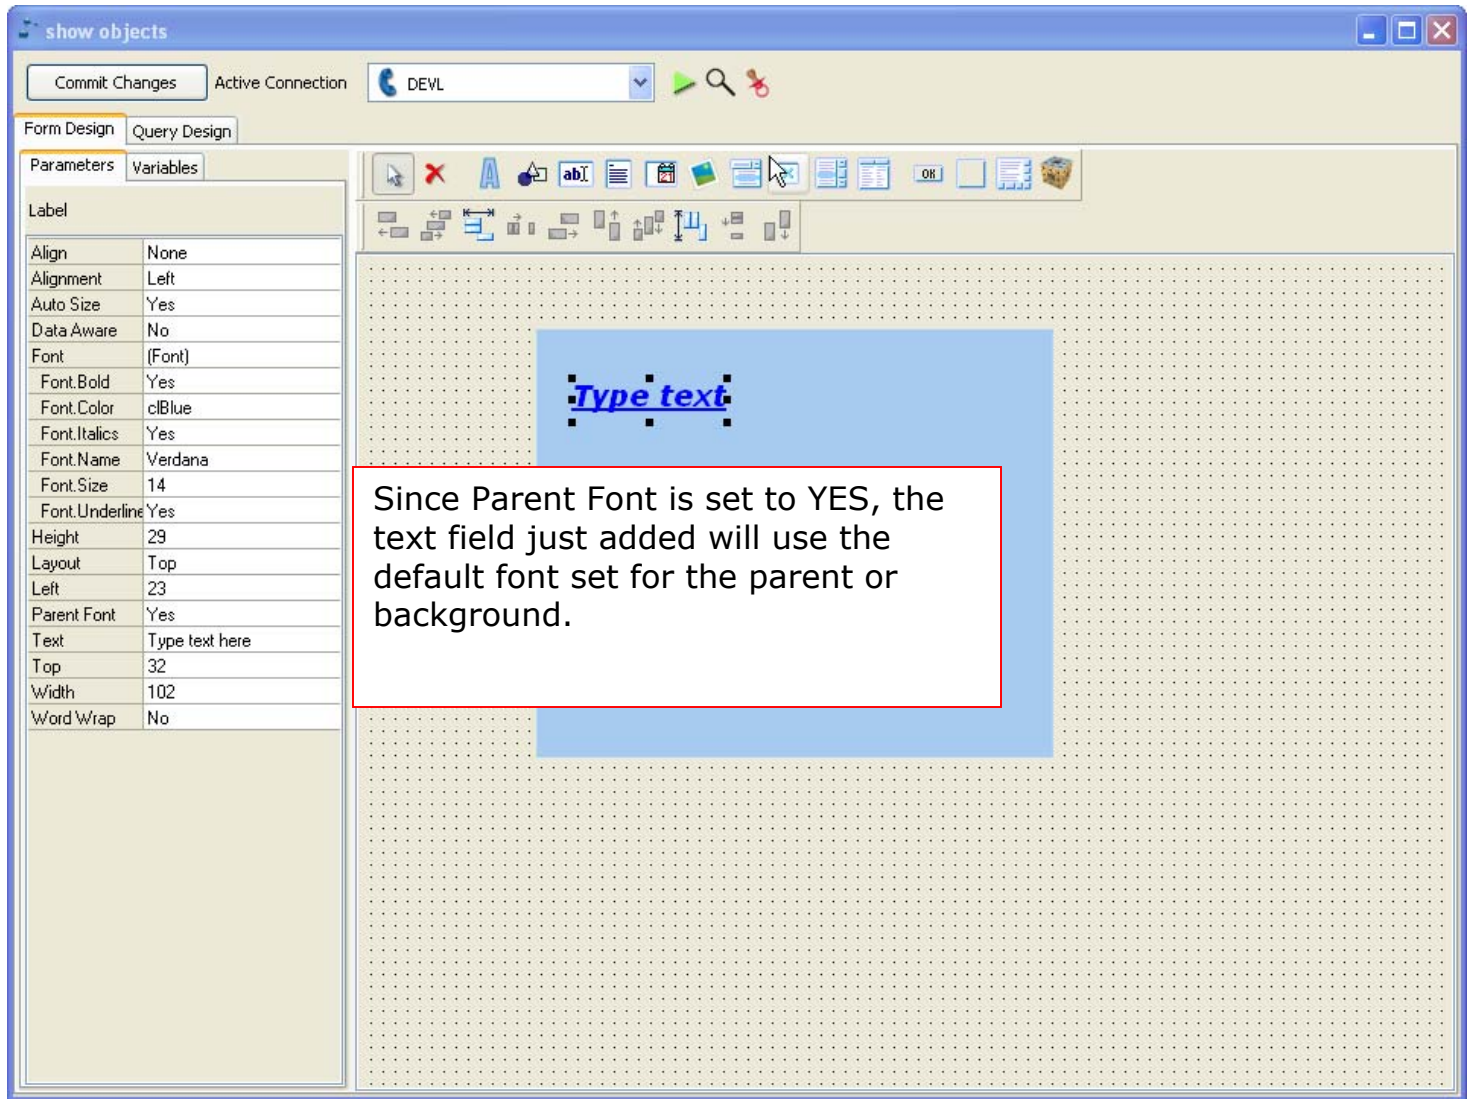 show objects
Commit Changes
Active Connection
DEVL
Form Design
Query Design
Parameters
Variables
Label
Align None
Alignment Left
Auto Size Yes
Data Aware No
Font (Font)
Font.Bold Yes
Font.Color clBlue
Font.Italics Yes
Font.Name Verdana
Font.Size 14
Font.Underline Yes
Height 29
Layout Top
Left 23
Parent Font Yes
Text Type text here
Top 32
Width 102
Word Wrap No
abI
OK
Type text
Since Parent Font is set to YES, the
text field just added will use the
default font set for the parent or
background.